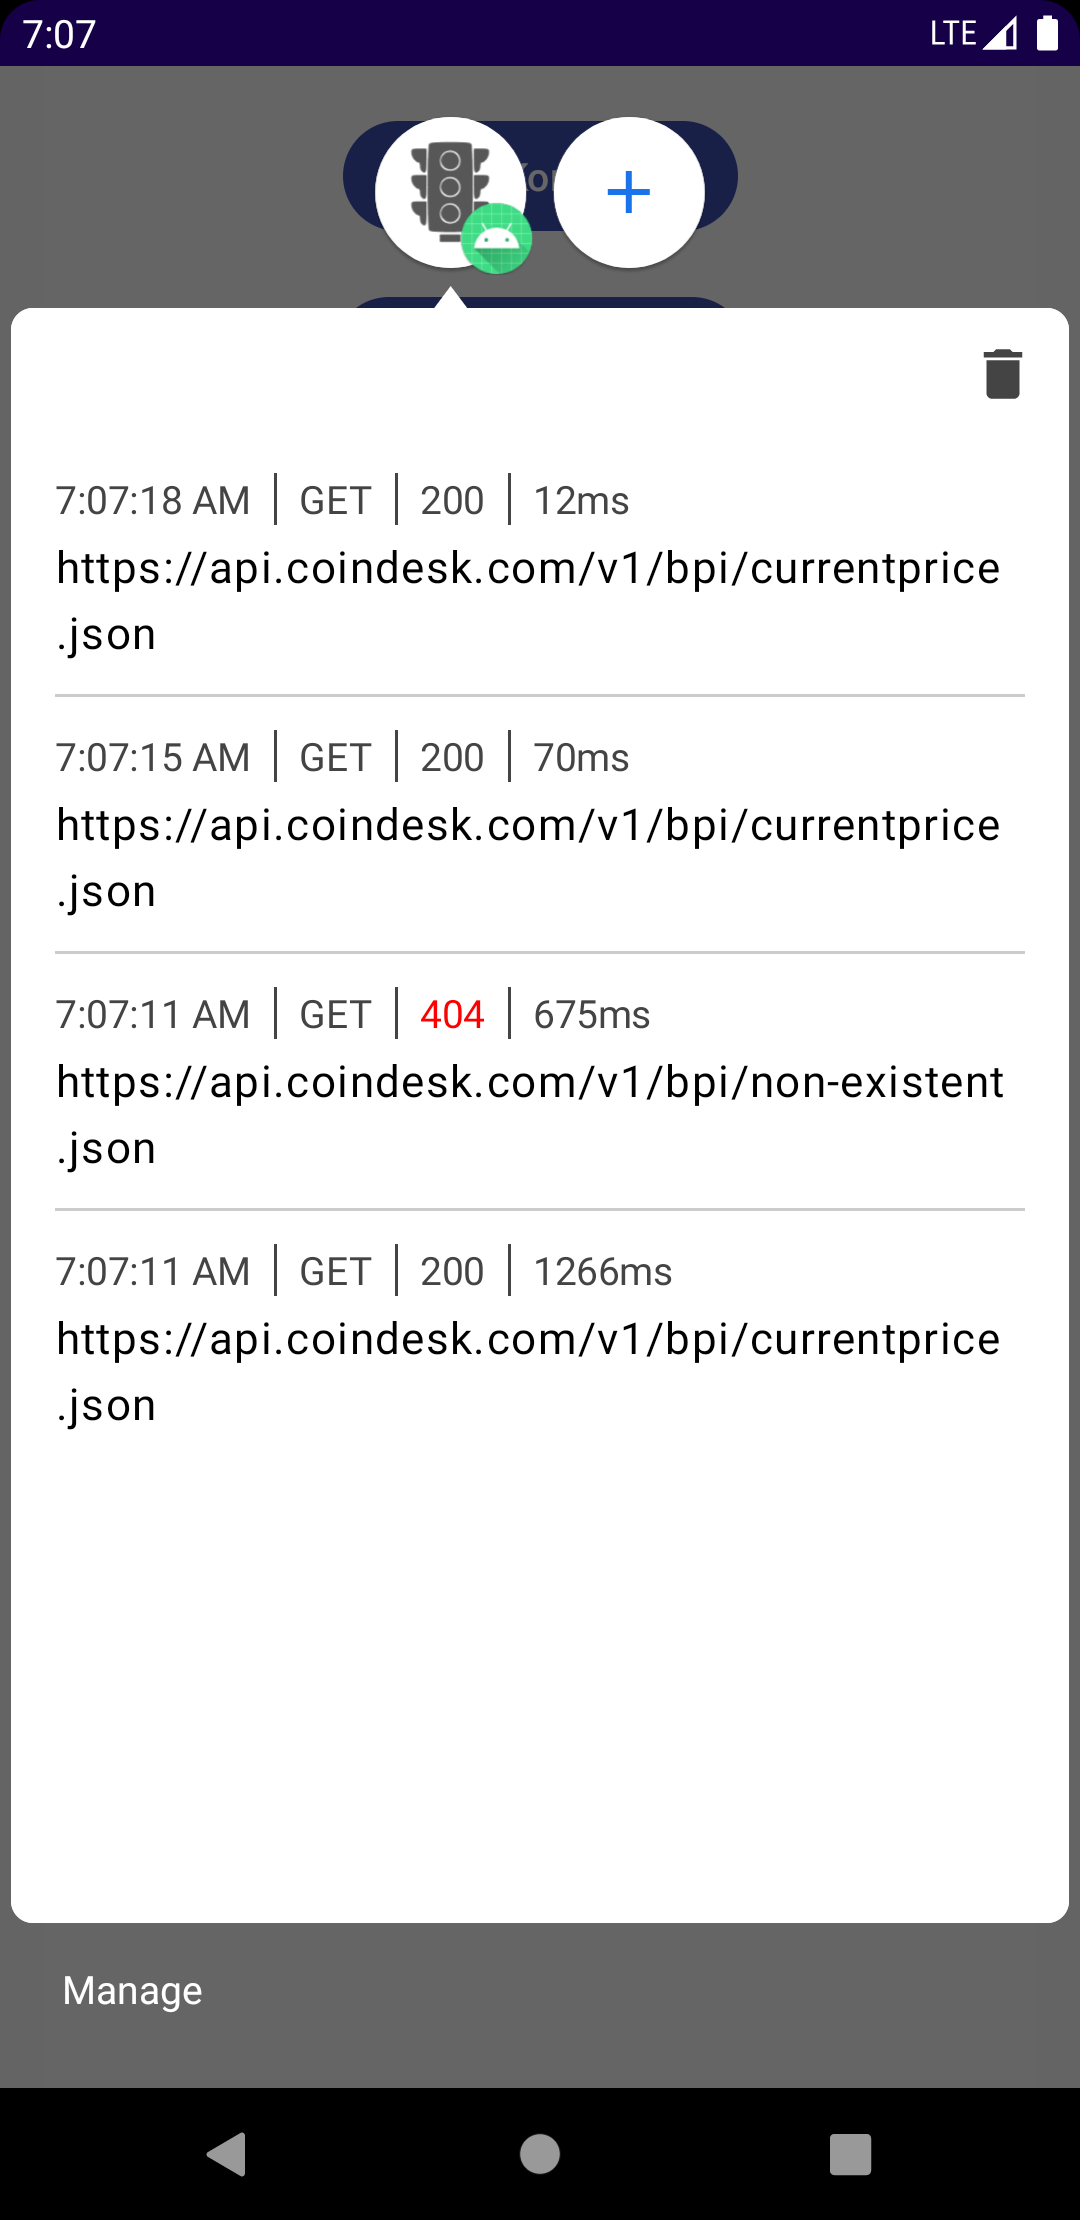 7:07 LTE
7:07:18 AM | GET | 200 | 12ms
https://api.coindesk.com/v1/bpi/currentprice
.json
7:07:15 AM | GET | 200 | 70ms
https://api.coindesk.com/v1/bpi/currentprice
.json
7:07:11 AM | GET | 404 | 675ms
https://api.coindesk.com/v1/bpi/non-existent
.json
7:07:11 AM | GET | 200 | 1266ms
https://api.coindesk.com/v1/bpi/currentprice
.json
Manage